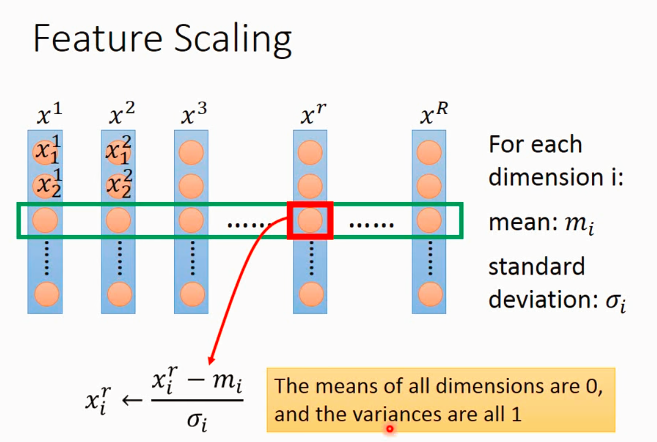 Feature Scaling
x¹ x² x³ xʳ x^R
x₁¹ x₁²
x₂¹ x₂²
For each
dimension i:
...... ......
mean: mᵢ
standard
deviation: σᵢ
xᵢʳ ← (xᵢʳ − mᵢ) / σᵢ
The means of all dimensions are 0,
and the variances are all 1